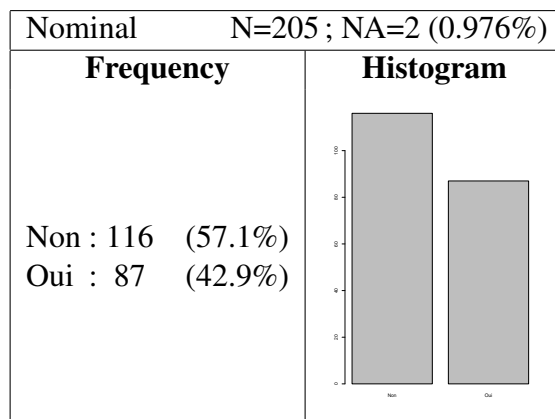 Nominal N=205 ; NA=2 (0.976%)
Frequency Histogram
Non : 116 (57.1%)
Oui : 87 (42.9%)
100
80
60
40
20
0
Non Oui